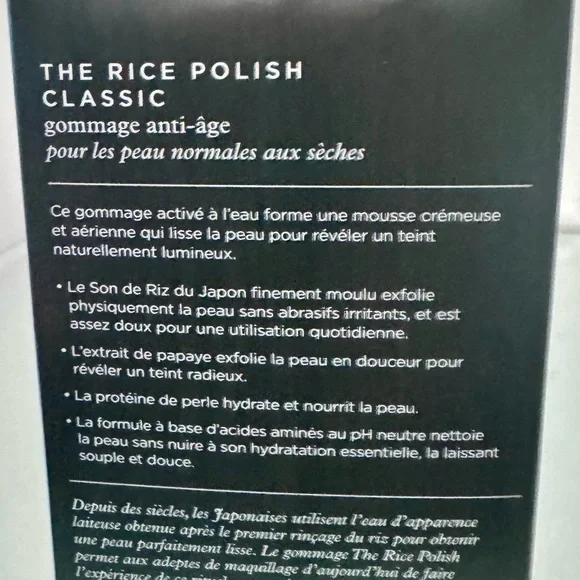 THE RICE POLISH
CLASSIC
gommage anti-âge
pour les peau normales aux sèches
Ce gommage activé à l'eau forme une mousse crémeuse
et aérienne qui lisse la peau pour révéler un teint
naturellement lumineux.
• Le Son de Riz du Japon finement moulu exfolie
physiquement la peau sans abrasifs irritants, et est
assez doux pour une utilisation quotidienne.
• L'extrait de papaye exfolie la peau en douceur pour
révéler un teint radieux.
• La protéine de perle hydrate et nourrit la peau.
• La formule à base d'acides aminés au pH neutre nettoie
la peau sans nuire à son hydratation essentielle, la laissant
souple et douce.
Depuis des siècles, les Japonaises utilisent l'eau d'apparence
laiteuse obtenue après le premier rinçage du riz pour obtenir
une peau parfaitement lisse. Le gommage The Rice Polish
permet aux adeptes de maquillage d'aujourd'hui de faire
l'expérience de ce